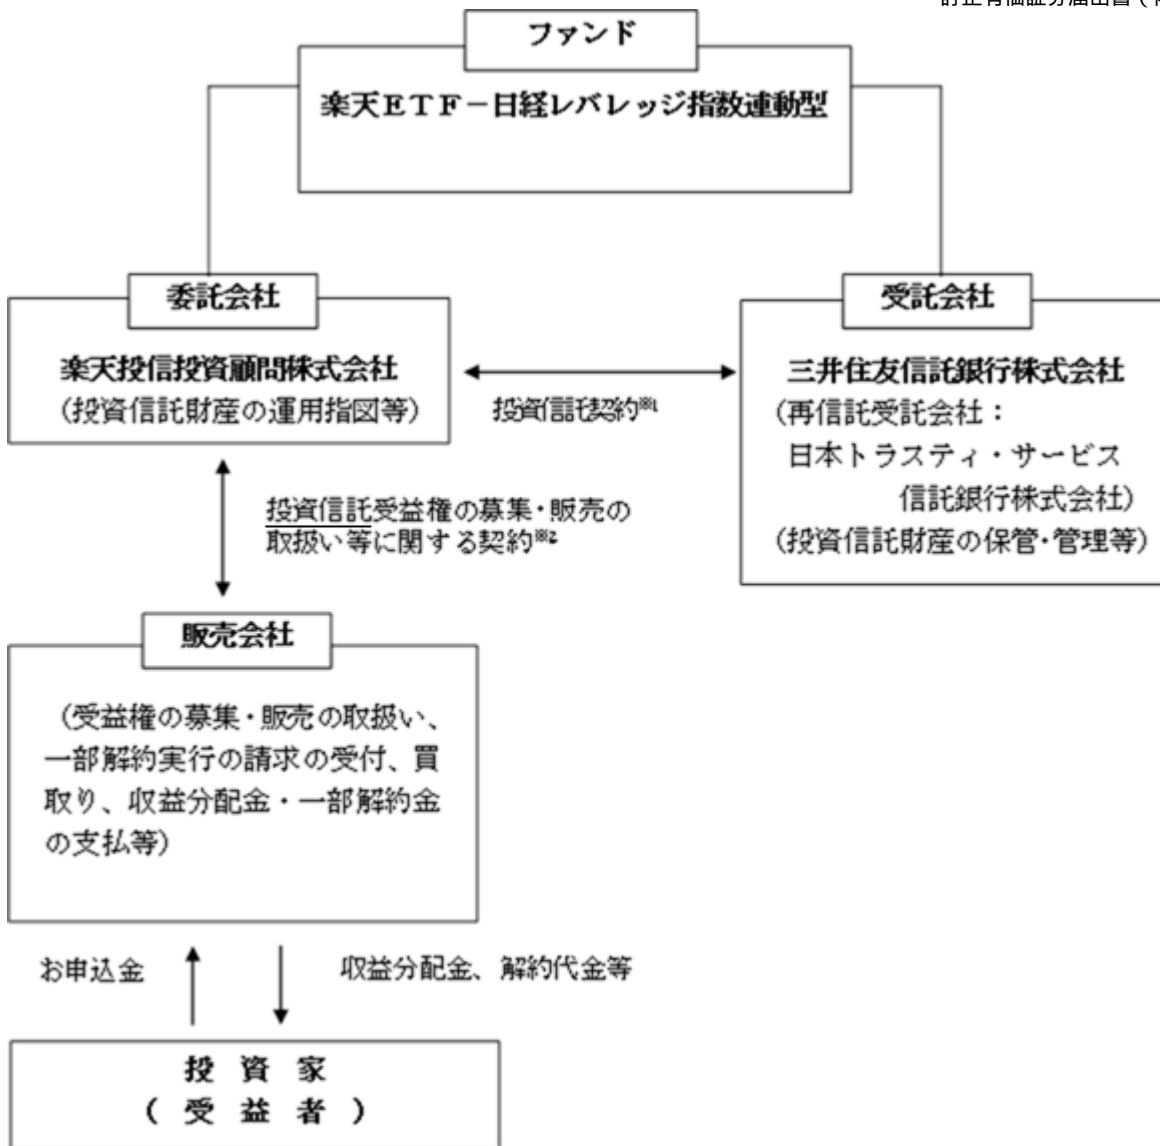 訂正有価証券届出書（
ファンド
楽天ＥＴＦ－日経レバレッジ指数連動型
委託会社
楽天投信投資顧問株式会社
（投資信託財産の運用指図等）
投資信託契約※1
受託会社
三井住友信託銀行株式会社
（再信託受託会社：
日本トラスティ・サービス
信託銀行株式会社）
（投資信託財産の保管・管理等）
投資信託受益権の募集・販売の
取扱い等に関する契約※2
販売会社
（受益権の募集・販売の取扱い、
一部解約実行の請求の受付、買
取り、収益分配金・一部解約金
の支払等）
お申込金
収益分配金、解約代金等
投 資 家
（ 受 益 者 ）